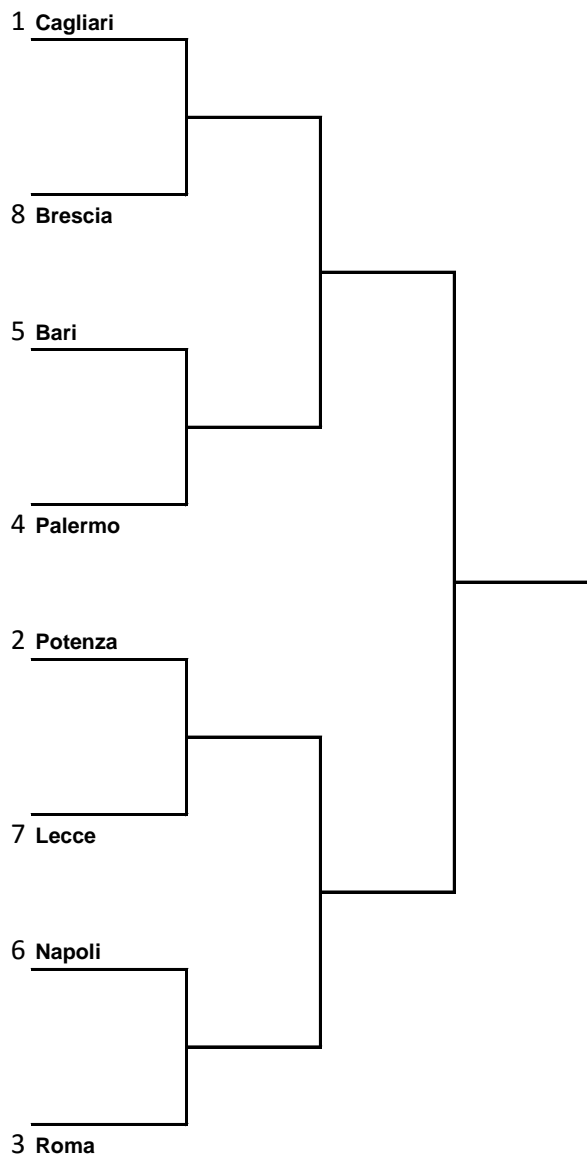 1 Cagliari
8 Brescia
5 Bari
4 Palermo
2 Potenza
7 Lecce
6 Napoli
3 Roma